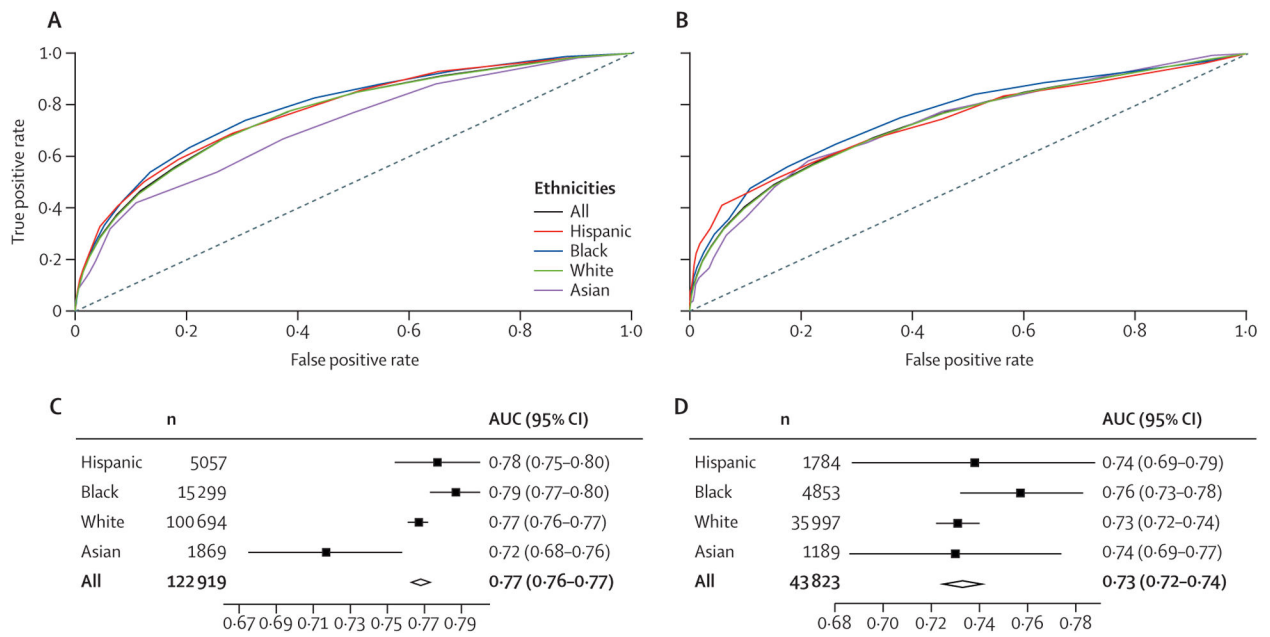 A
B
1·0
0·8
0·6
0·4
0·2
0
True positive rate
Ethnicities
All
Hispanic
Black
White
Asian
0 0·2 0·4 0·6 0·8 1·0
0 0·2 0·4 0·6 0·8 1·0
False positive rate
False positive rate
C
n AUC (95% CI)
Hispanic 5057 0·78 (0·75–0·80)
Black 15 299 0·79 (0·77–0·80)
White 100 694 0·77 (0·76–0·77)
Asian 1869 0·72 (0·68–0·76)
All 122 919 0·77 (0·76–0·77)
0·67 0·69 0·71 0·73 0·75 0·77 0·79
D
n AUC (95% CI)
Hispanic 1784 0·74 (0·69–0·79)
Black 4853 0·76 (0·73–0·78)
White 35 997 0·73 (0·72–0·74)
Asian 1189 0·74 (0·69–0·77)
All 43 823 0·73 (0·72–0·74)
0·68 0·70 0·72 0·74 0·76 0·78